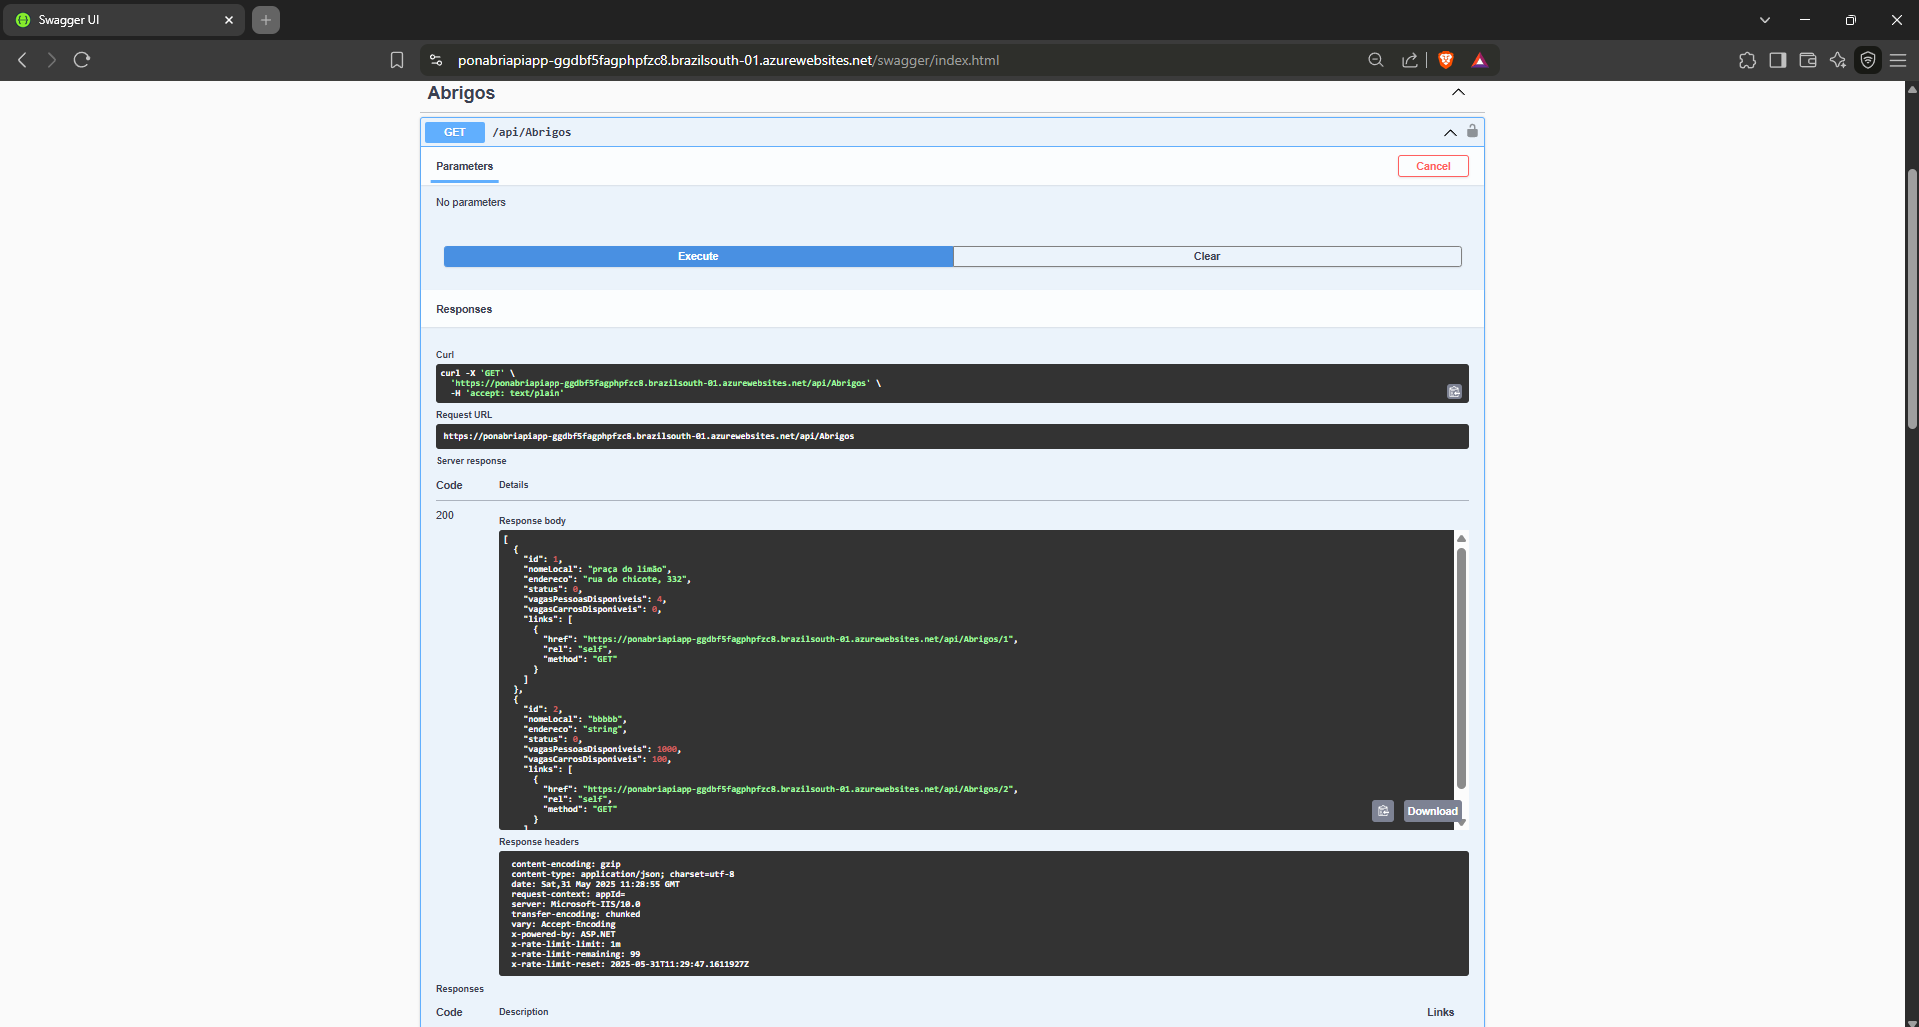 Swagger UI
ponabriapiapp-ggdbf5fagphpfzc8.brazilsouth-01.azurewebsites.net/swagger/index.html
Abrigos
GET /api/Abrigos
Parameters
Cancel
No parameters
Execute
Clear
Responses
Curl
curl -X 'GET' \
'https://ponabriapiapp-ggdbf5fagphpfzc8.brazilsouth-01.azurewebsites.net/api/Abrigos' \
-H 'accept: text/plain'
Request URL
https://ponabriapiapp-ggdbf5fagphpfzc8.brazilsouth-01.azurewebsites.net/api/Abrigos
Server response
Code Details
200
Response body
[
{
"id": 1,
"nomeLocal": "praça do limão",
"endereco": "rua do chicote, 332",
"status": 0,
"vagasPessoasDisponiveis": 4,
"vagasCarrosDisponiveis": 0,
"links": [
{
"href": "https://ponabriapiapp-ggdbf5fagphpfzc8.brazilsouth-01.azurewebsites.net/api/Abrigos/1",
"rel": "self",
"method": "GET"
}
]
},
{
"id": 2,
"nomeLocal": "bbbbb",
"endereco": "string",
"status": 0,
"vagasPessoasDisponiveis": 1000,
"vagasCarrosDisponiveis": 100,
"links": [
{
"href": "https://ponabriapiapp-ggdbf5fagphpfzc8.brazilsouth-01.azurewebsites.net/api/Abrigos/2",
"rel": "self",
"method": "GET"
}
]
Download
Response headers
content-encoding: gzip
content-type: application/json; charset=utf-8
date: Sat,31 May 2025 11:28:55 GMT
request-context: appId=
server: Microsoft-IIS/10.0
transfer-encoding: chunked
vary: Accept-Encoding
x-powered-by: ASP.NET
x-rate-limit-limit: 1m
x-rate-limit-remaining: 99
x-rate-limit-reset: 2025-05-31T11:29:47.1611927Z
Responses
Code Description Links